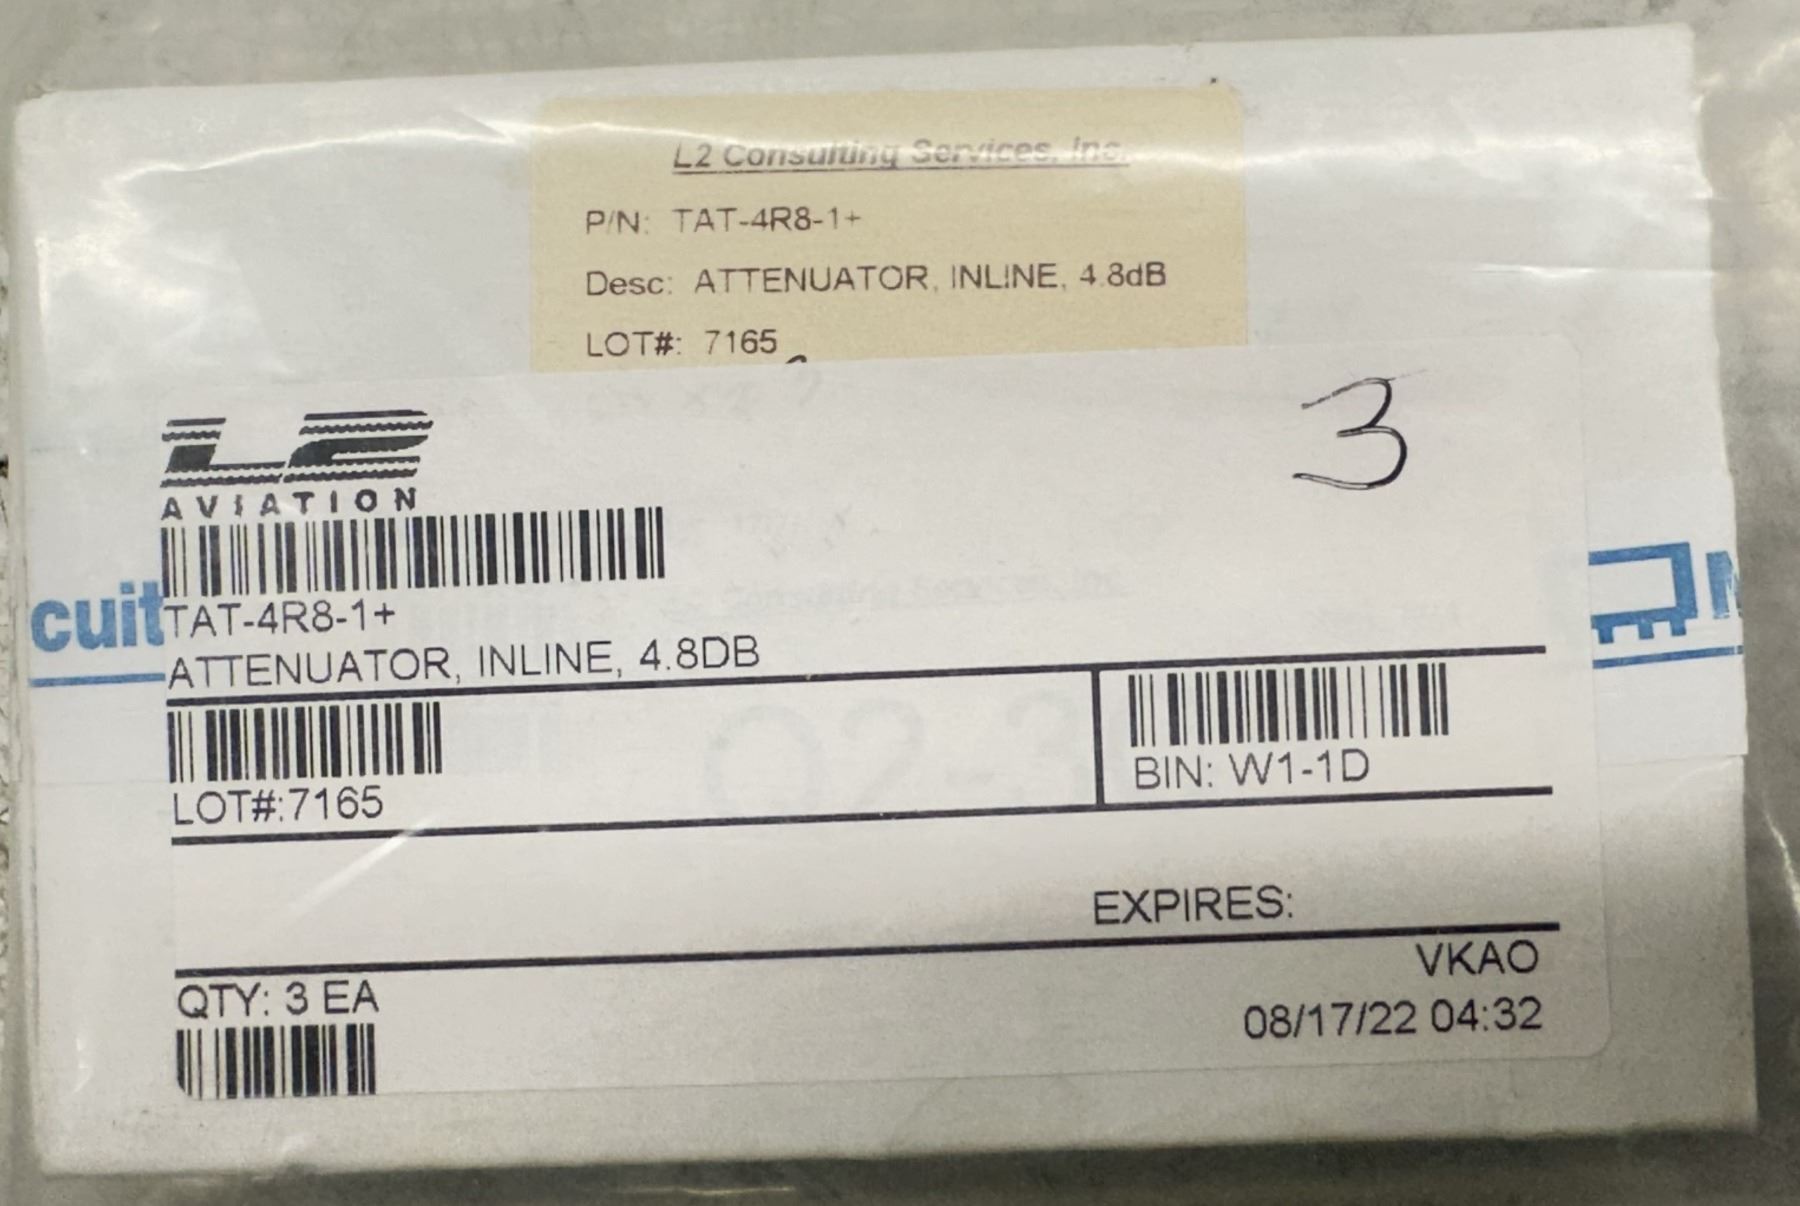 L2 Consulting Services, Inc.
P/N: TAT-4R8-1+
Desc: ATTENUATOR, INLINE, 4.8dB
LOT#: 7165
3
L2
AVIATION
cuit
TAT-4R8-1+
ATTENUATOR, INLINE, 4.8DB
LOT#:7165
BIN: W1-1D
EXPIRES:
QTY: 3 EA
VKAO
08/17/22 04:32